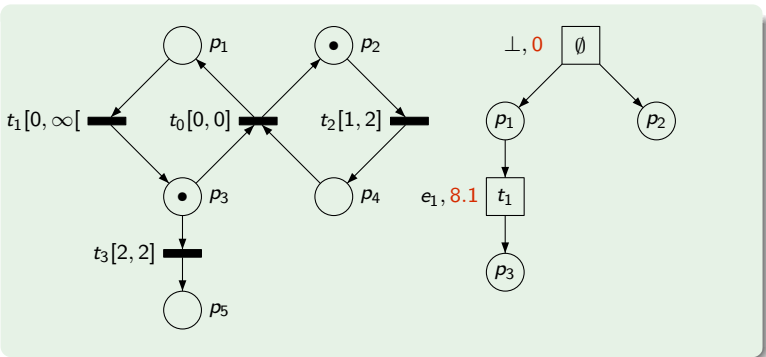 p₁
p₂
t₁[0, ∞[
t₀[0, 0]
t₂[1, 2]
p₃
p₄
t₃[2, 2]
p₅
⊥, 0
∅
p₁
p₂
e₁, 8.1
t₁
p₃